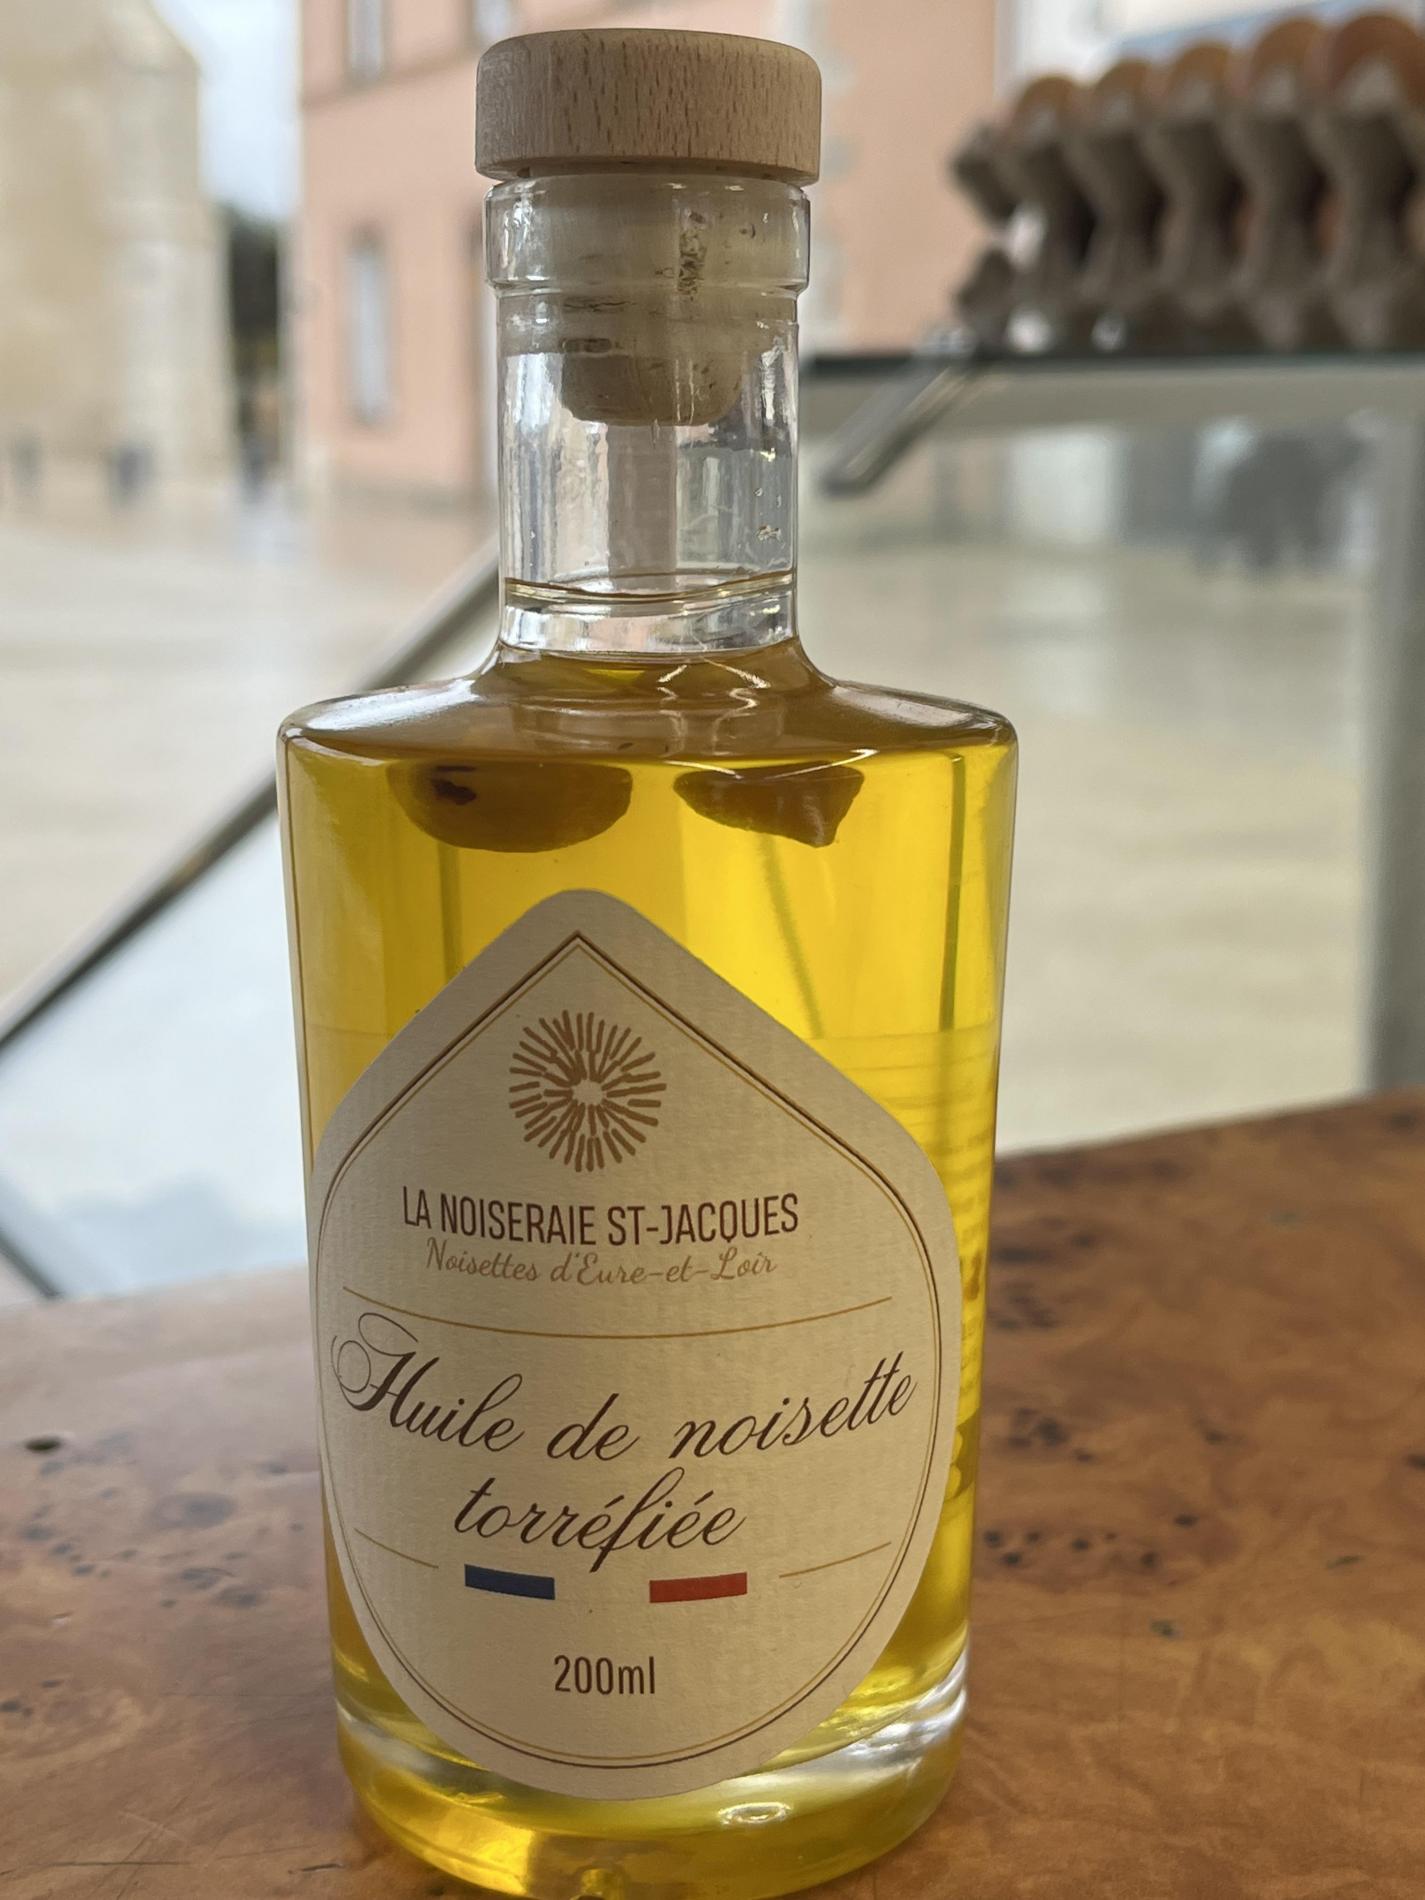 LA NOISERAIE ST-JACQUES
Noisettes d'Eure-et-Loir
Huile de noisette
torréfiée
200ml